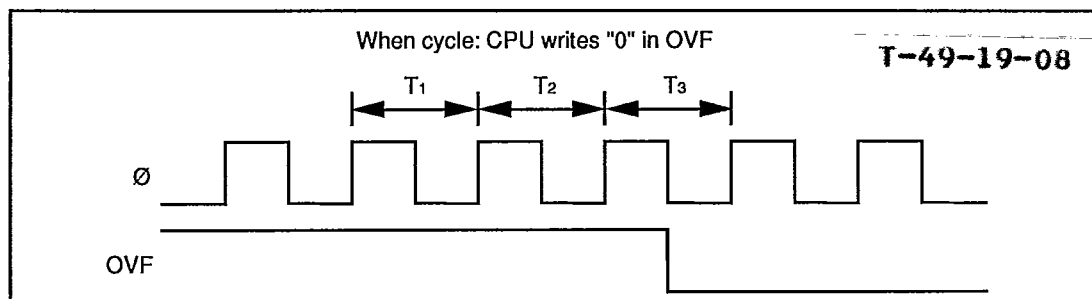 When cycle: CPU writes "0" in OVF
T-49-19-08
T1 T2 T3
Ø
OVF